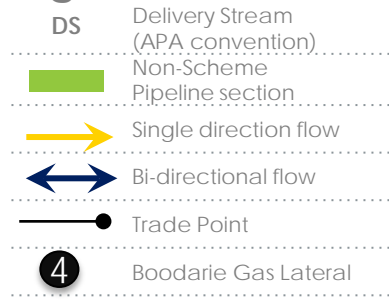 DS
Delivery Stream
(APA convention)
Non-Scheme
Pipeline section
Single direction flow
Bi-directional flow
Trade Point
4
Boodarie Gas Lateral